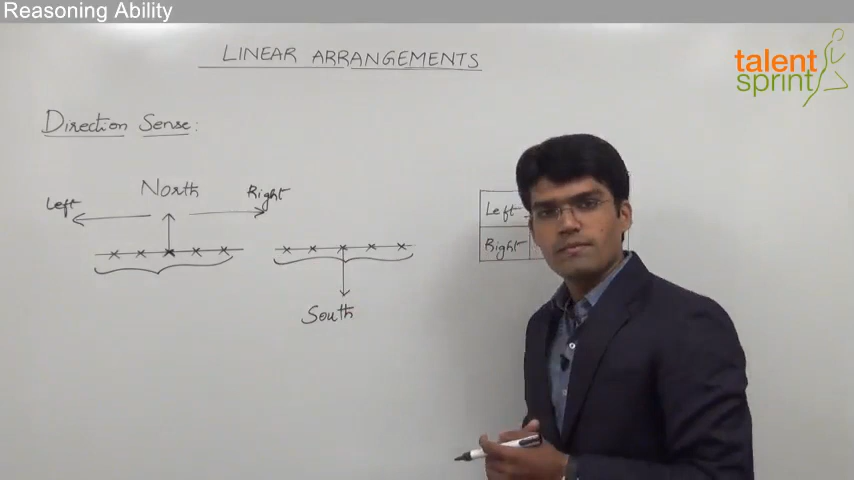 Reasoning Ability
LINEAR ARRANGEMENTS
talent
sprint
Direction Sense:
North
Left
Right
Left
Right
South